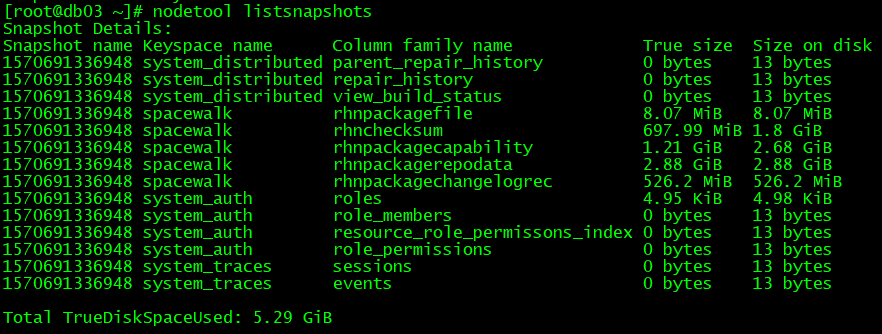 [root@db03 ~]# nodetool listsnapshots
Snapshot Details:
Snapshot name Keyspace name Column family name True size Size on disk
1570691336948 system_distributed parent_repair_history 0 bytes 13 bytes
1570691336948 system_distributed repair_history 0 bytes 13 bytes
1570691336948 system_distributed view_build_status 0 bytes 13 bytes
1570691336948 spacewalk rhnpackagefile 8.07 MiB 8.07 MiB
1570691336948 spacewalk rhnchecksum 697.99 MiB 1.8 GiB
1570691336948 spacewalk rhnpackagecapability 1.21 GiB 2.68 GiB
1570691336948 spacewalk rhnpackagerepodata 2.88 GiB 2.88 GiB
1570691336948 spacewalk rhnpackagechangelogrec 526.2 MiB 526.2 MiB
1570691336948 system_auth roles 4.95 KiB 4.98 KiB
1570691336948 system_auth role_members 0 bytes 13 bytes
1570691336948 system_auth resource_role_permissons_index 0 bytes 13 bytes
1570691336948 system_auth role_permissions 0 bytes 13 bytes
1570691336948 system_traces sessions 0 bytes 13 bytes
1570691336948 system_traces events 0 bytes 13 bytes
Total TrueDiskSpaceUsed: 5.29 GiB